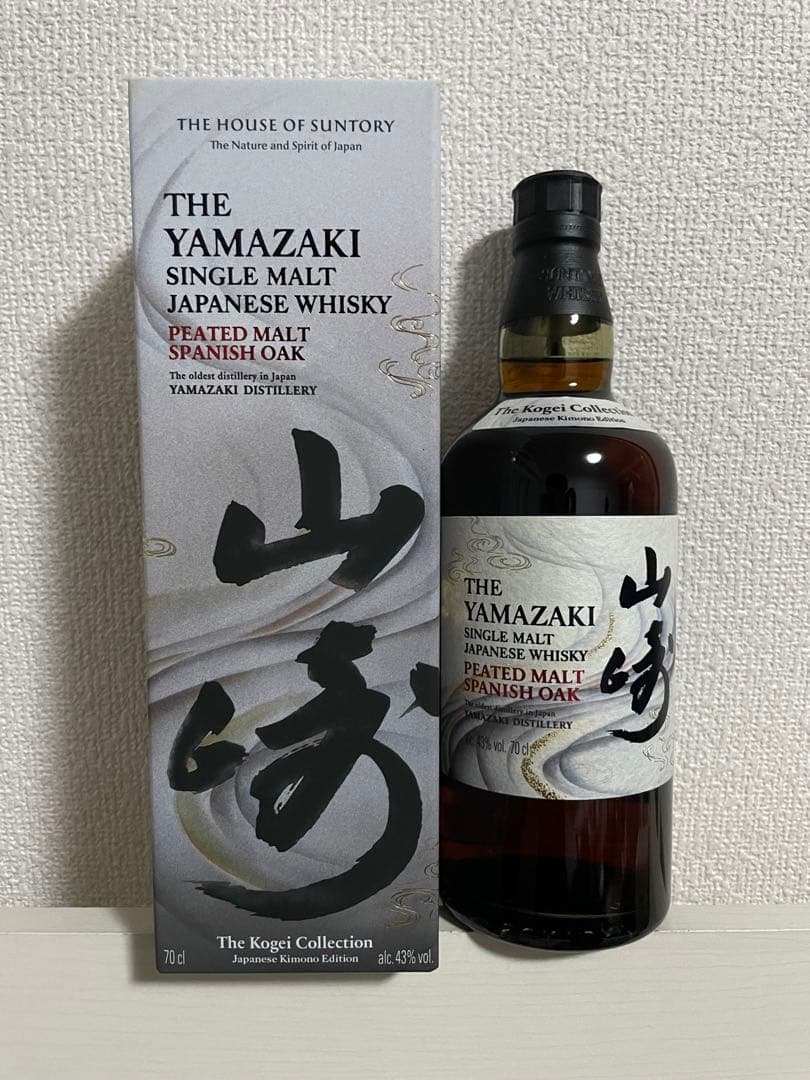 THE HOUSE OF SUNTORY
The Nature and Spirit of Japan
THE
YAMAZAKI
SINGLE MALT
JAPANESE WHISKY
PEATED MALT
SPANISH OAK
The oldest distillery in Japan
YAMAZAKI DISTILLERY
山崎
The Kogei Collection
Japanese Kimono Edition
70 cl
alc. 43% vol.
SUNTORY
WHISKY
The Kogei Collection
Japanese Kimono Edition
THE
YAMAZAKI
SINGLE MALT
JAPANESE WHISKY
PEATED MALT
SPANISH OAK
The oldest distillery in Japan
YAMAZAKI DISTILLERY
alc. 43% vol. 70 cl
山崎